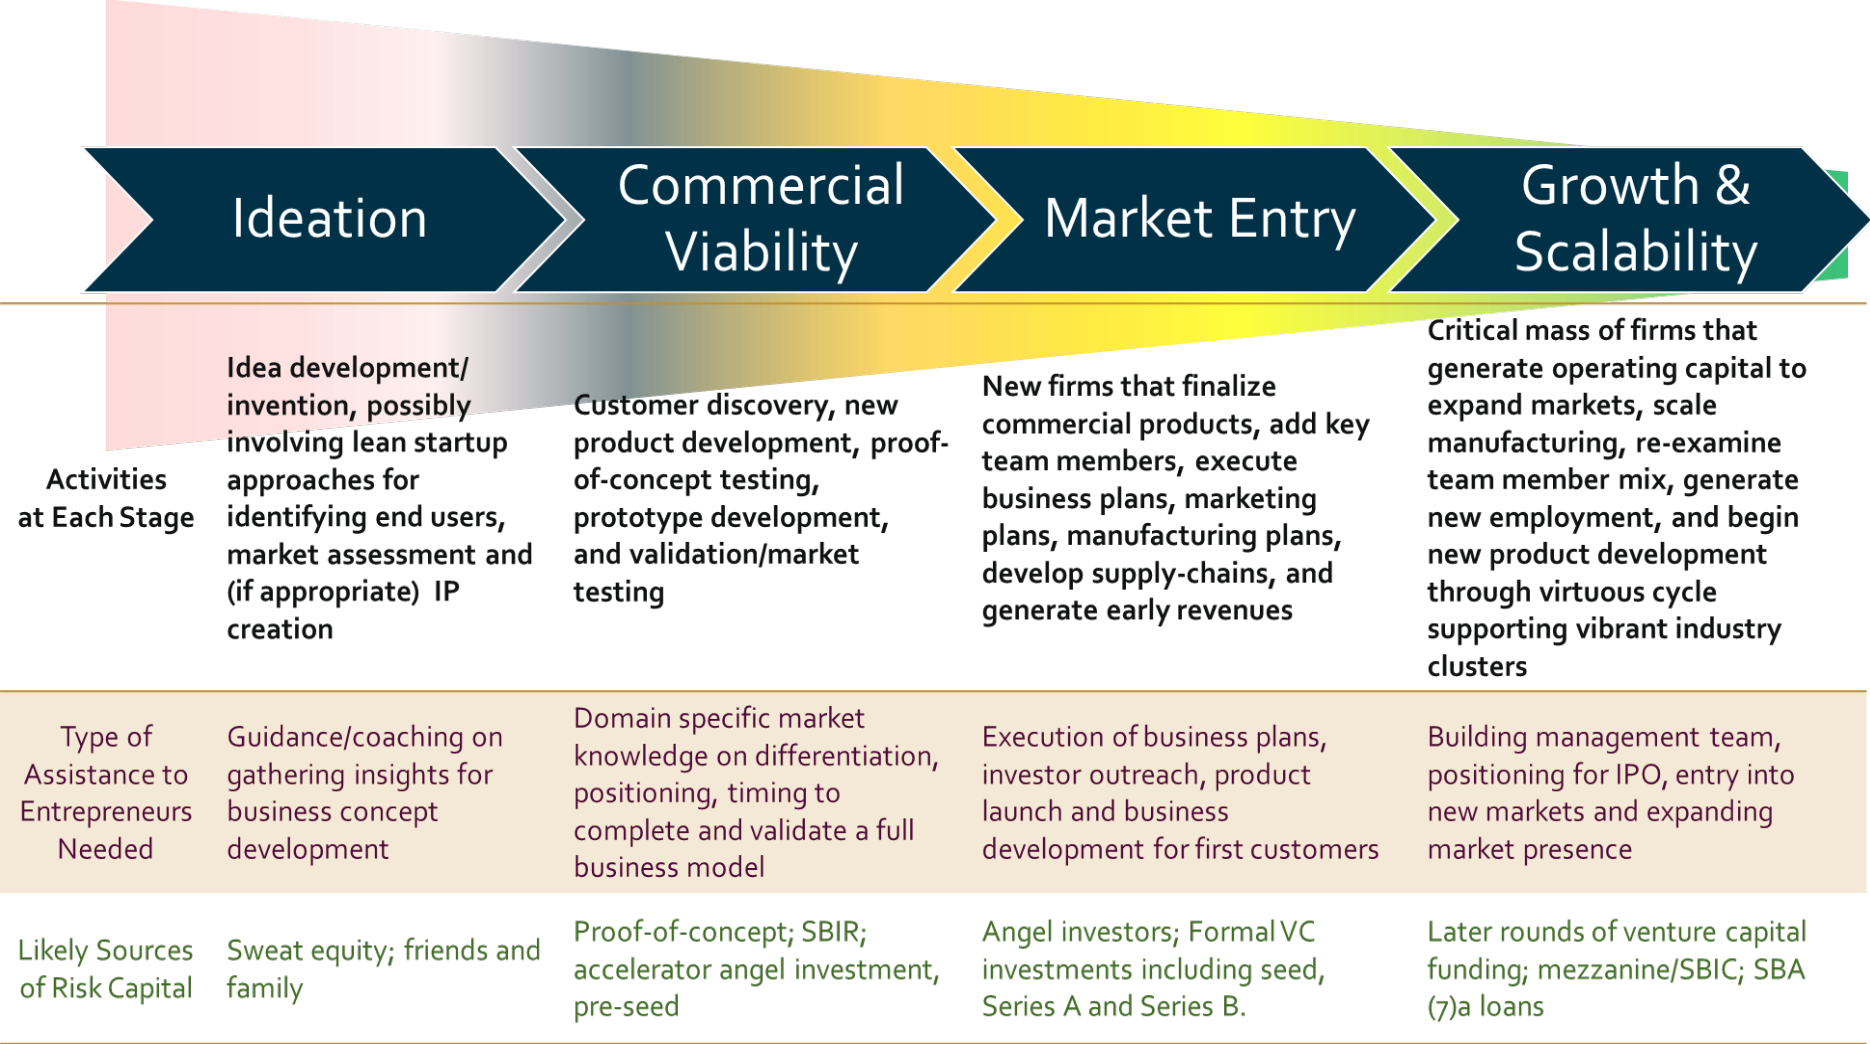 Ideation
Commercial
Viability
Market Entry
Growth &
Scalability
Activities
at Each Stage
Idea development/
invention, possibly
involving lean startup
approaches for
identifying end users,
market assessment and
(if appropriate)  IP
creation
Customer discovery, new
product development, proof-
of-concept testing,
prototype development,
and validation/market
testing
New firms that finalize
commercial products, add key
team members, execute
business plans, marketing
plans, manufacturing plans,
develop supply-chains, and
generate early revenues
Critical mass of firms that
generate operating capital to
expand markets, scale
manufacturing, re-examine
team member mix, generate
new employment, and begin
new product development
through virtuous cycle
supporting vibrant industry
clusters
Type of
Assistance to
Entrepreneurs
Needed
Guidance/coaching on
gathering insights for
business concept
development
Domain specific market
knowledge on differentiation,
positioning, timing to
complete and validate a full
business model
Execution of business plans,
investor outreach, product
launch and business
development for first customers
Building management team,
positioning for IPO, entry into
new markets and expanding
market presence
Likely Sources
of Risk Capital
Sweat equity; friends and
family
Proof-of-concept; SBIR;
accelerator angel investment,
pre-seed
Angel investors; Formal VC
investments including seed,
Series A and Series B.
Later rounds of venture capital
funding; mezzanine/SBIC; SBA
(7)a loans